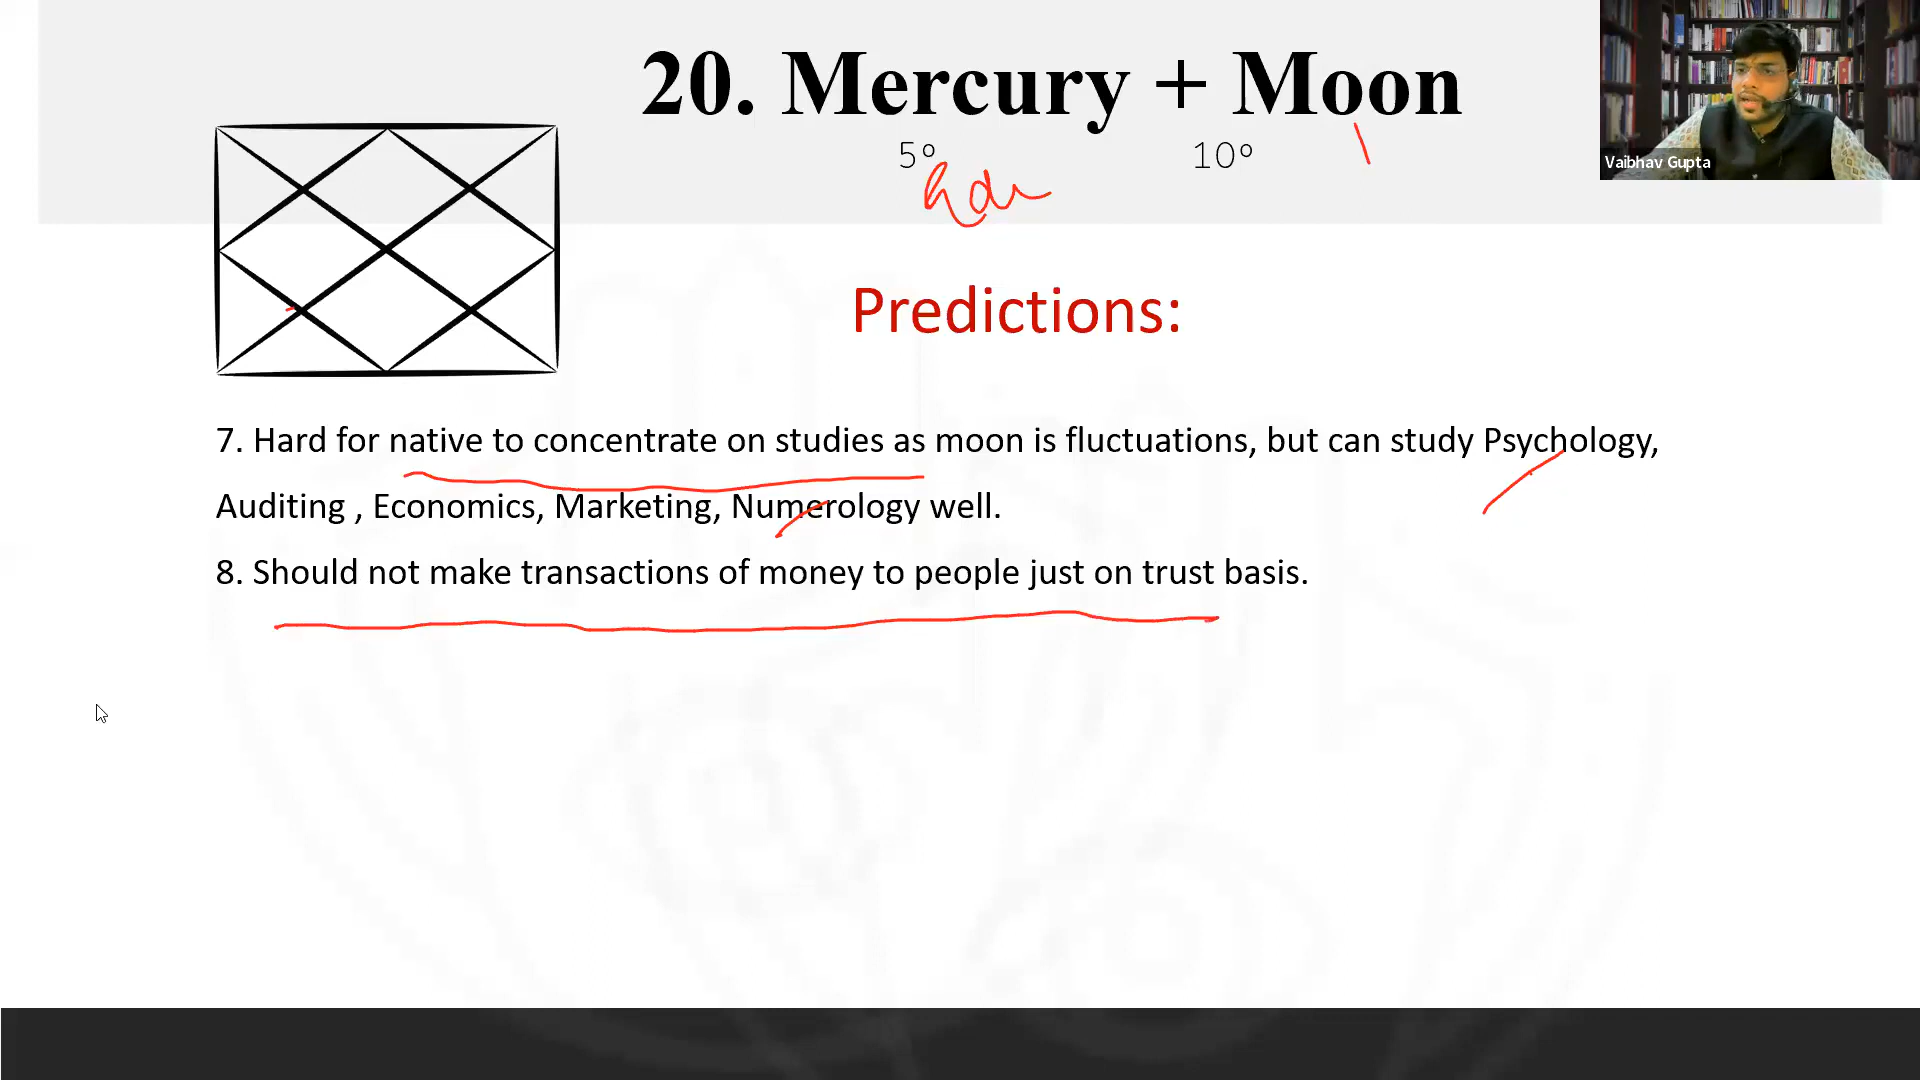 20. Mercury + Moon
5° 10°
Vaibhav Gupta
Predictions:
7. Hard for native to concentrate on studies as moon is fluctuations, but can study Psychology,
Auditing , Economics, Marketing, Numerology well.
8. Should not make transactions of money to people just on trust basis.